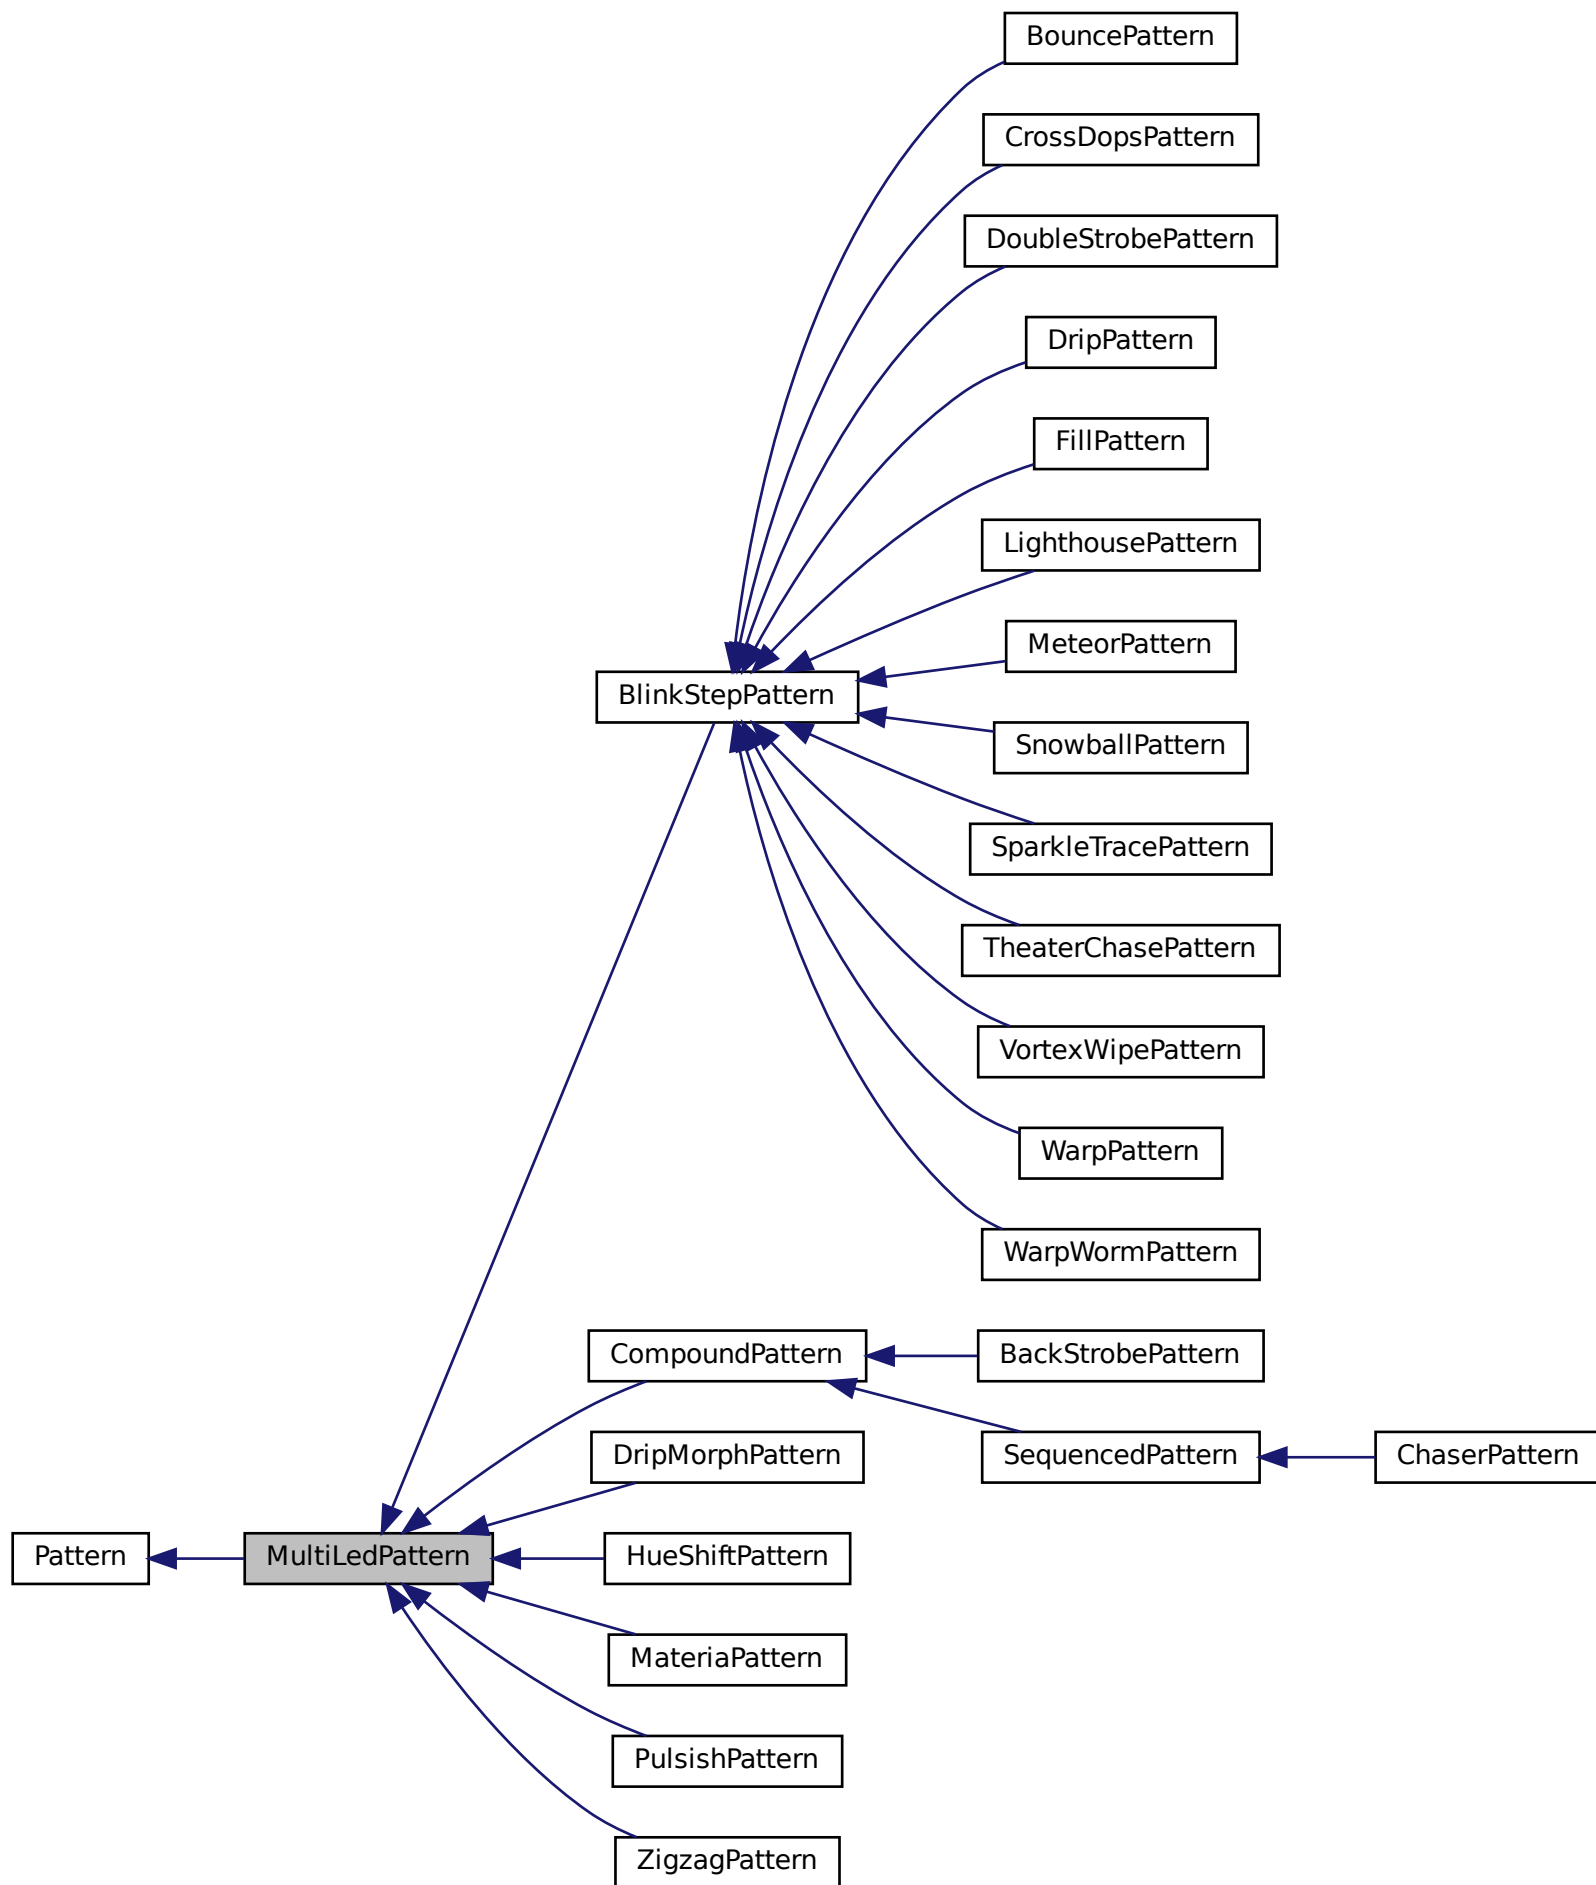 BouncePattern
CrossDopsPattern
DoubleStrobePattern
DripPattern
FillPattern
LighthousePattern
MeteorPattern
BlinkStepPattern
SnowballPattern
SparkleTracePattern
TheaterChasePattern
VortexWipePattern
WarpPattern
WarpWormPattern
CompoundPattern
BackStrobePattern
DripMorphPattern
SequencedPattern
ChaserPattern
Pattern
MultiLedPattern
HueShiftPattern
MateriaPattern
PulsishPattern
ZigzagPattern